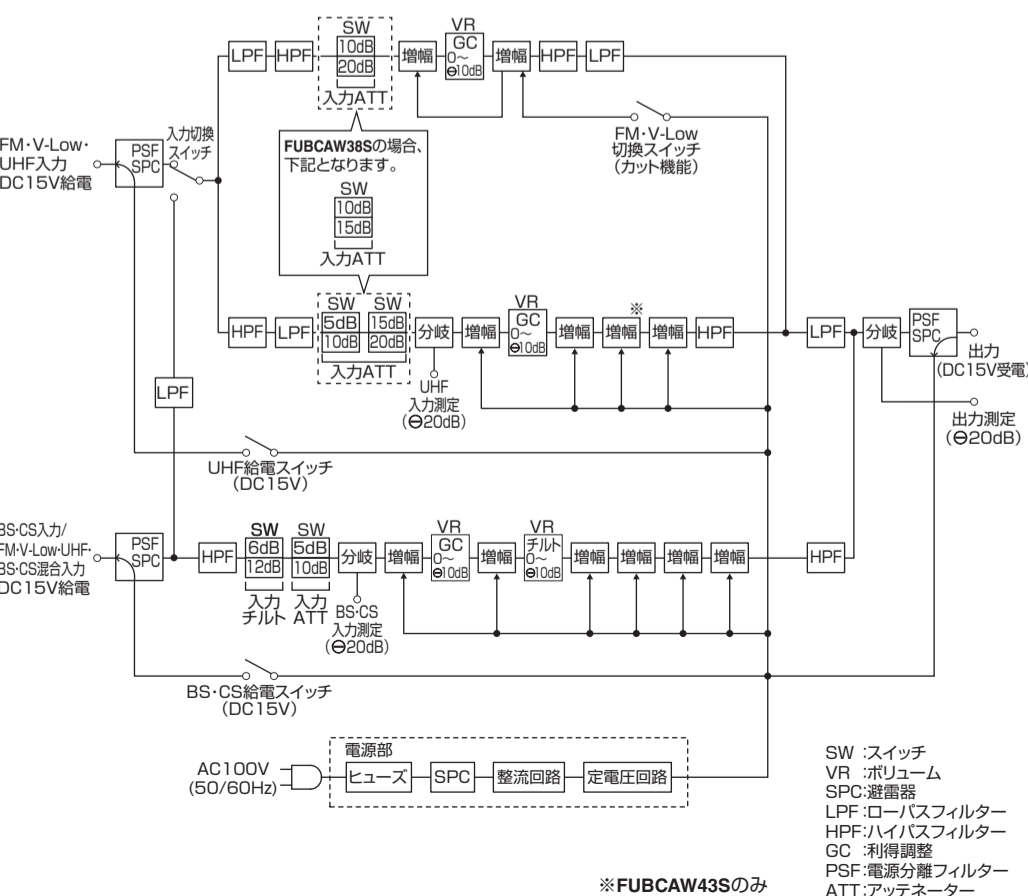 SW
10dB
20dB
入力ATT
LPF
HPF
増幅
VR
GC
0〜
⊖10dB
増幅
HPF
LPF
FM・V-Low
切換スイッチ
(カット機能)
FM・V-Low・
UHF入力
DC15V給電
PSF
SPC
入力切換
スイッチ
FUBCAW38Sの場合、
下記となります。
SW
10dB
15dB
入力ATT
HPF
LPF
SW
5dB
10dB
SW
15dB
20dB
入力ATT
分岐
UHF
入力測定
(⊖20dB)
増幅
VR
GC
0〜
⊖10dB
増幅
※
増幅
増幅
HPF
LPF
分岐
PSF
SPC
出力
(DC15V受電)
出力測定
(⊖20dB)
LPF
UHF給電スイッチ
(DC15V)
BS・CS入力/
FM・V-Low・UHF・
BS・CS混合入力
DC15V給電
PSF
SPC
HPF
SW
6dB
12dB
入力
チルト
SW
5dB
10dB
入力
ATT
分岐
BS・CS
入力測定
(⊖20dB)
増幅
VR
GC
0〜
⊖10dB
増幅
VR
チルト
0〜
⊖10dB
増幅
増幅
増幅
増幅
HPF
BS・CS給電スイッチ
(DC15V)
AC100V
(50/60Hz)
電源部
ヒューズ
SPC
整流回路
定電圧回路
SW :スイッチ
VR :ボリューム
SPC:避雷器
LPF:ローパスフィルター
HPF:ハイパスフィルター
GC :利得調整
PSF:電源分離フィルター
ATT:アッテネーター
※FUBCAW43Sのみ